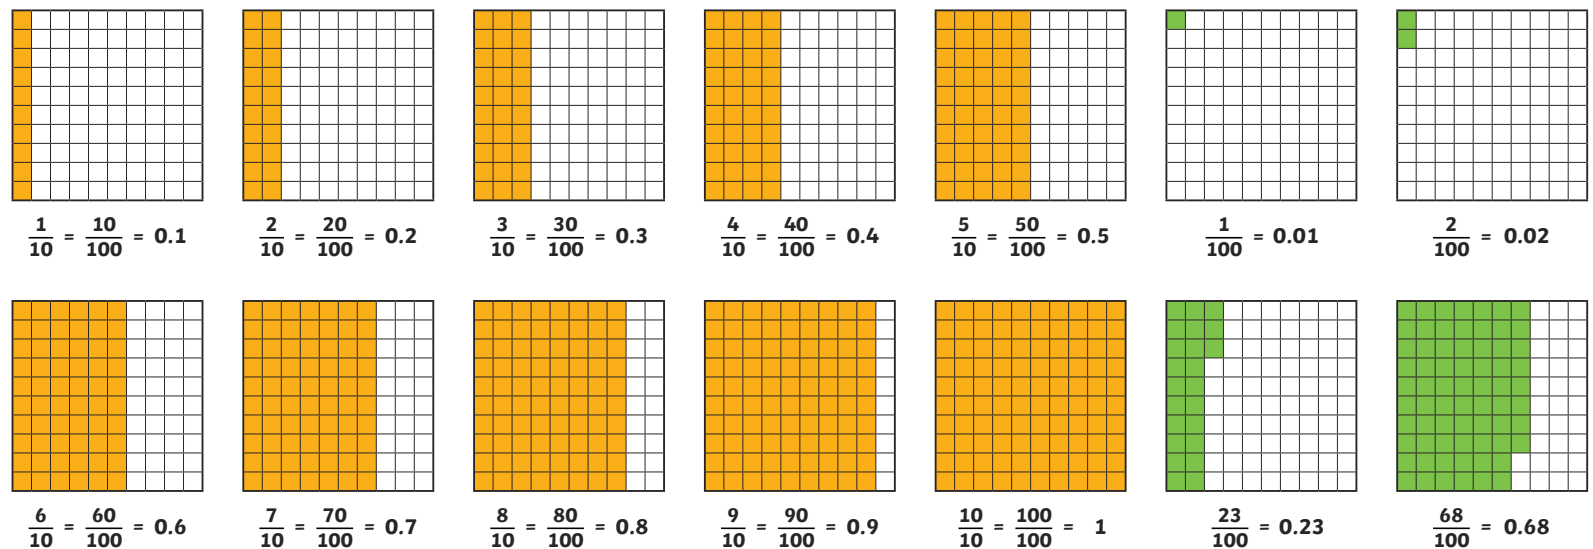 1/10 = 10/100 = 0.1
2/10 = 20/100 = 0.2
3/10 = 30/100 = 0.3
4/10 = 40/100 = 0.4
5/10 = 50/100 = 0.5
1/100 = 0.01
2/100 = 0.02
6/10 = 60/100 = 0.6
7/10 = 70/100 = 0.7
8/10 = 80/100 = 0.8
9/10 = 90/100 = 0.9
10/10 = 100/100 = 1
23/100 = 0.23
68/100 = 0.68